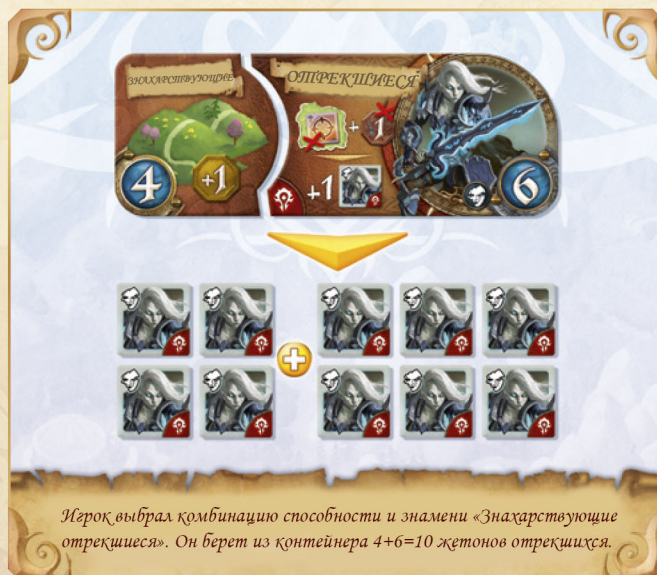 ЗНАХАРСТВУЮЩИЕ
ОТРЕКШИЕСЯ
+ 1
4
+1
+1
6
+
Игрок выбрал комбинацию способности и знамени «Знахарствующие
отрекшиеся». Он берет из контейнера 4+6=10 жетонов отрекшихся.